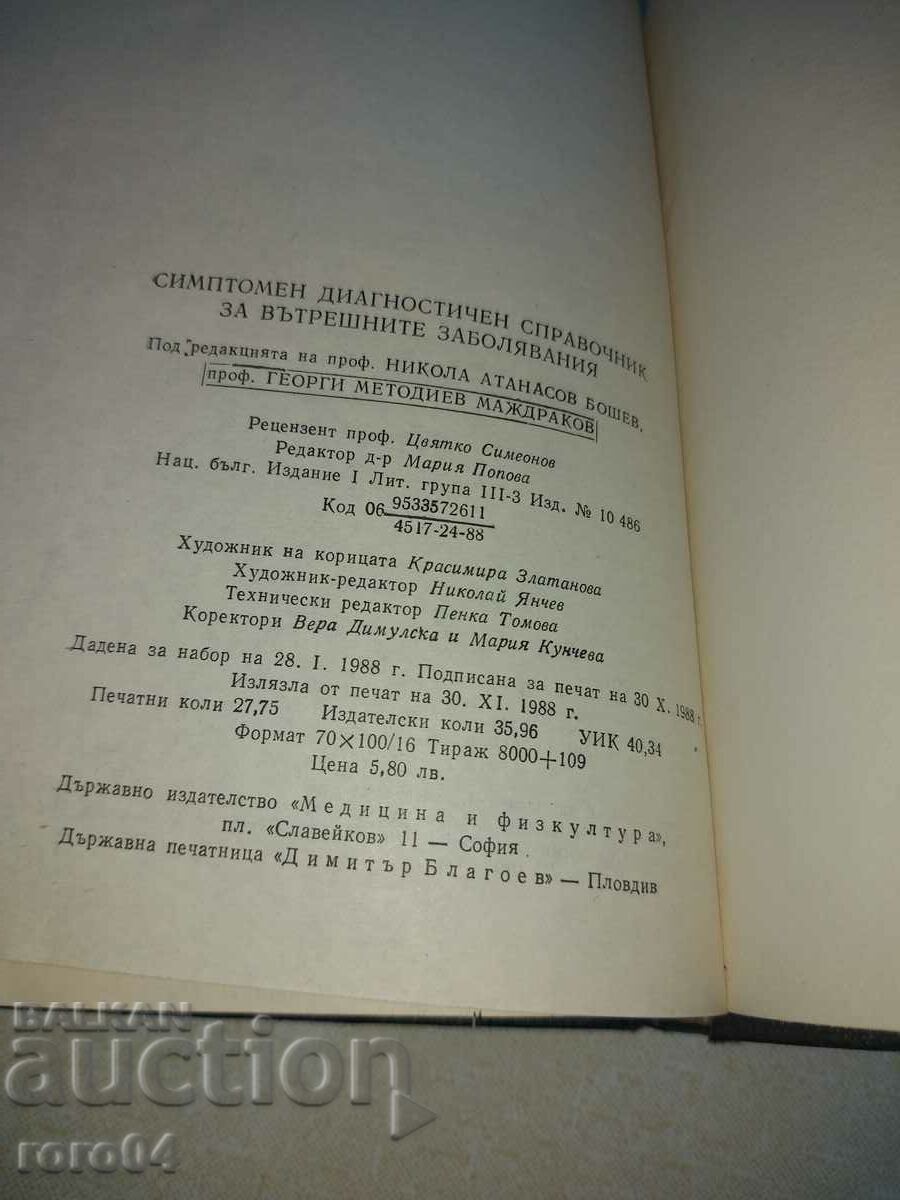 СИМПТОМЕН ДИАГНОСТИЧЕН СПРАВОЧНИК
ЗА ВЪТРЕШНИТЕ ЗАБОЛЯВАНИЯ
Под редакцията на проф. НИКОЛА АТАНАСОВ БОШЕВ,
проф. ГЕОРГИ МЕТОДИЕВ МАЖДРАКОВ
Рецензент проф. Цвятко Симеонов
Редактор д-р Мария Попова
Нац. бълг. Издание I Лит. група III-3 Изд. № 10 486
Код 06 9533572611
4517-24-88
Художник на корицата Красимира Златанова
Художник-редактор Николай Янчев
Технически редактор Пенка Томова
Коректори Вера Димулска и Мария Кунчева
Дадена за набор на 28. I. 1988 г. Подписана за печат на 30 X. 1988 г.
Излязла от печат на 30. XI. 1988 г.
Печатни коли 27,75 Издателски коли 35,96 УИК 40,34
Формат 70×100/16 Тираж 8000+109
Цена 5,80 лв.
Държавно издателство «Медицина и физкултура»,
пл. «Славейков» 11 — София
Държавна печатница «Димитър Благоев» — Пловдив
BALKAN
auction
roro04